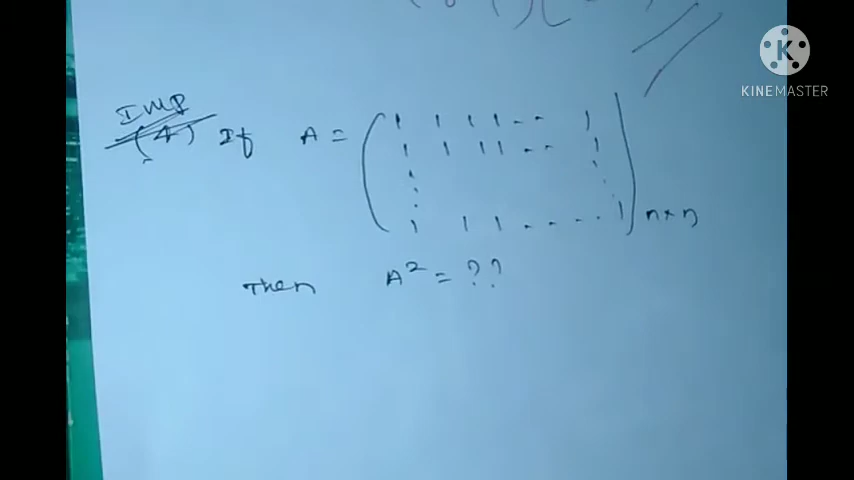 K
KINEMASTER
IMP
(4) If A = ( 1 1 1 1 - - 1
1 1 1 1 - - 1
⋮ ⋱ ⋮
1 1 1 - - - - 1 ) n×n
Then A² = ??